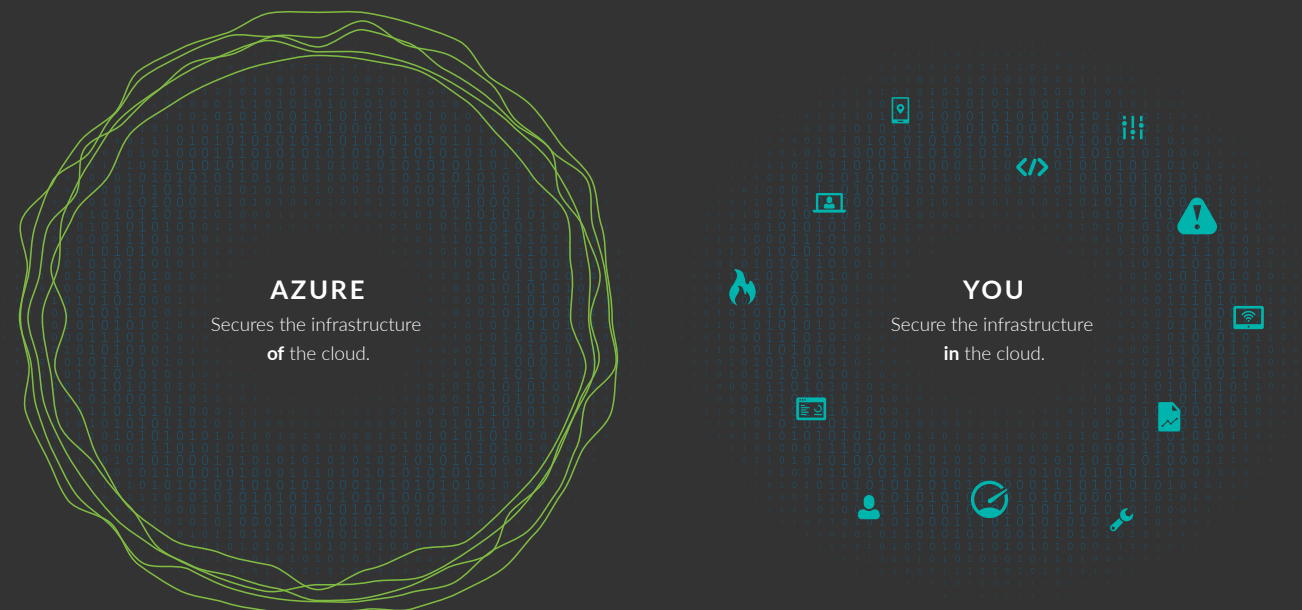 AZURE
Secures the infrastructure
of the cloud.
YOU
Secure the infrastructure
in the cloud.